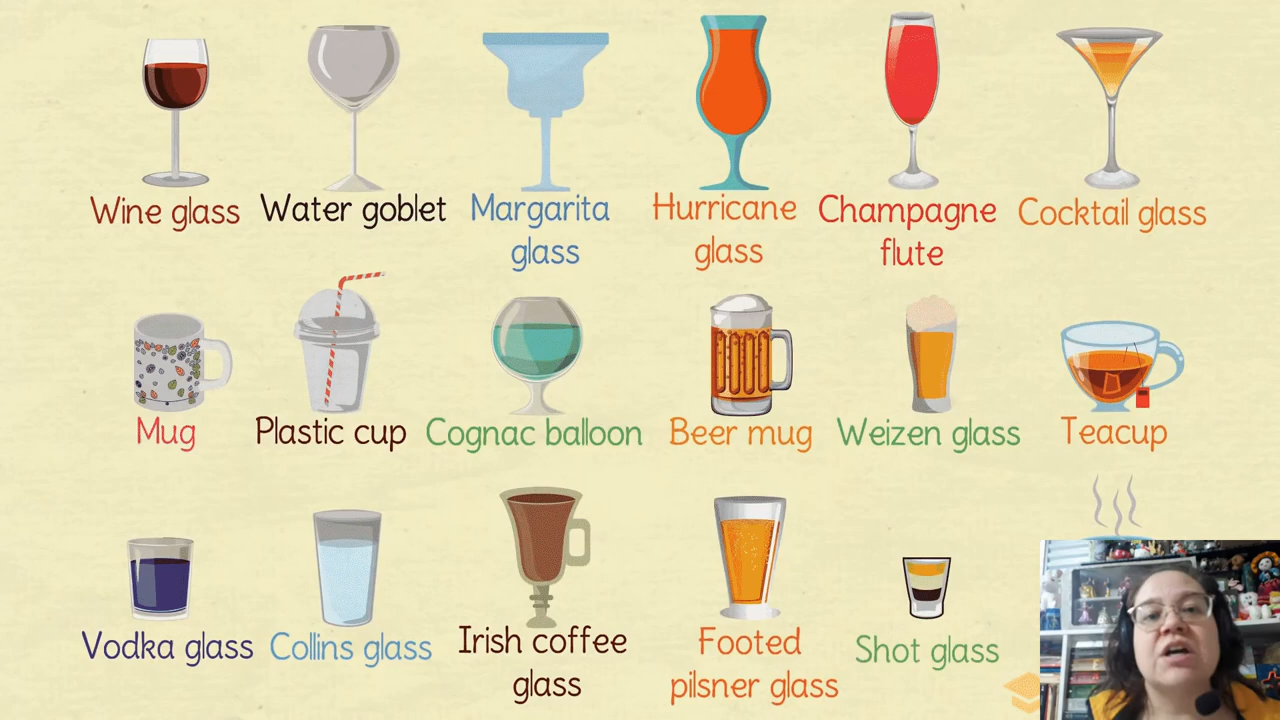 Wine glass
Water goblet
Margarita
glass
Hurricane
glass
Champagne
flute
Cocktail glass
Mug
Plastic cup
Cognac balloon
Beer mug
Weizen glass
Teacup
Vodka glass
Collins glass
Irish coffee
glass
Footed
pilsner glass
Shot glass